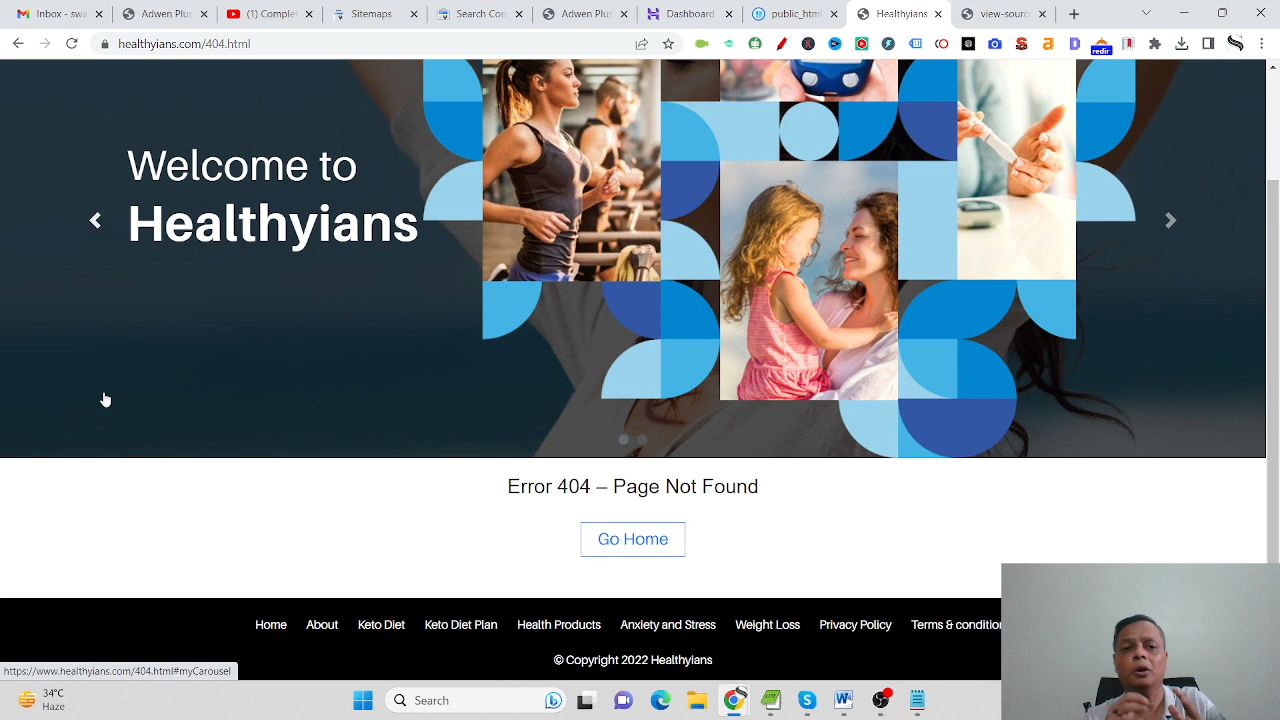 Inbox - swa
Adwen Plus
(1) Complet
Sitemaps
Search Con
Adwen Plus
Dashboard
public_htm
Healthyians
view-source
healthyians.com/404.html
redir
Welcome to
Healthyians
Error 404 – Page Not Found
Go Home
Home About Keto Diet Keto Diet Plan Health Products Anxiety and Stress Weight Loss Privacy Policy Terms & condition
© Copyright 2022 Healthyians
https://www.healthyians.com/404.html#myCarousel
34°C
Haze
Search